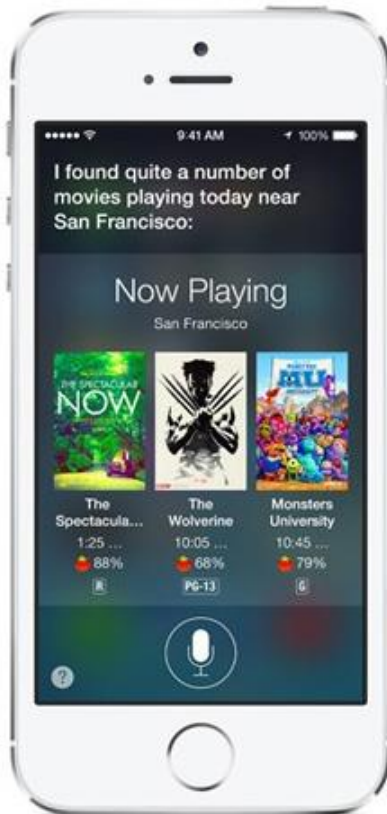 9:41 AM
100%
I found quite a number of
movies playing today near
San Francisco:
Now Playing
San Francisco
THE SPECTACULAR
NOW
MU
The
Spectacula...
1:25 ...
88%
R
The
Wolverine
10:05 ...
68%
PG-13
Monsters
University
10:45 ...
79%
G
?